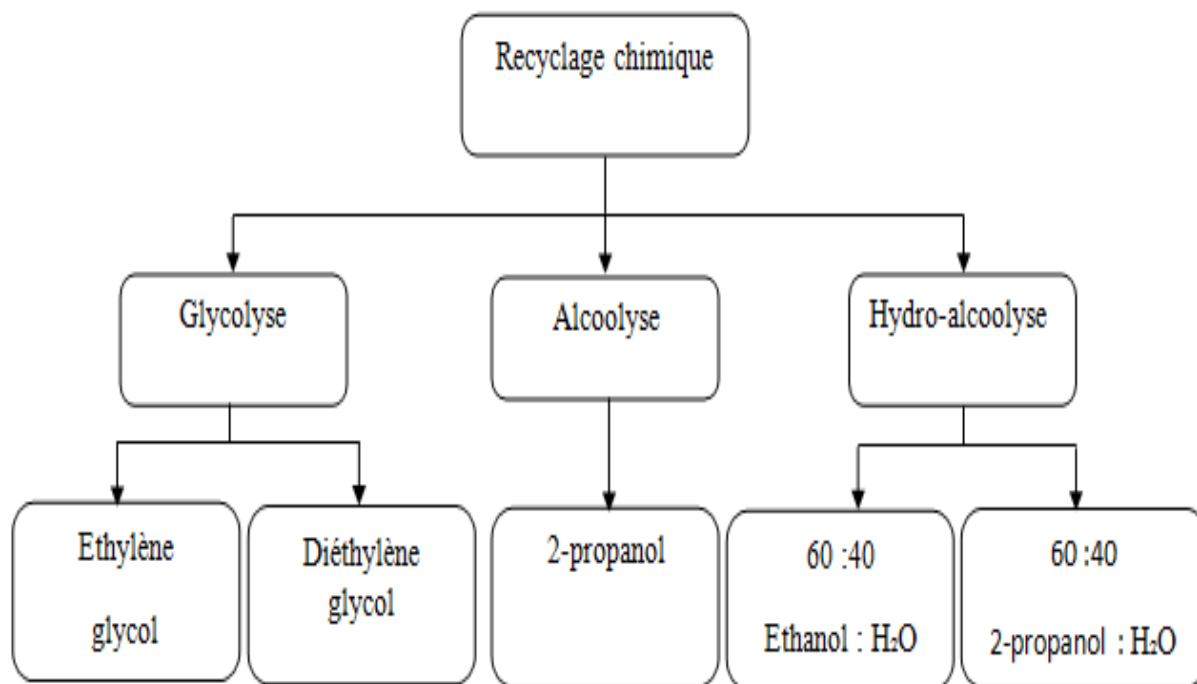 Recyclage chimique
Glycolyse
Alcoolyse
Hydro-alcoolyse
Ethylène
glycol
Diéthylène
glycol
2-propanol
60 :40
Ethanol : H₂O
60 :40
2-propanol : H₂O